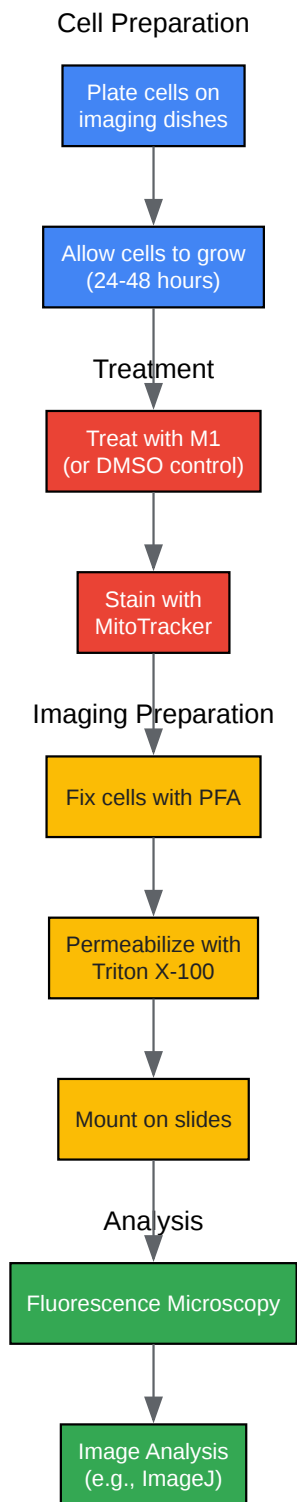 Cell Preparation
Plate cells on
imaging dishes
Allow cells to grow
(24-48 hours)
Treatment
Treat with M1
(or DMSO control)
Stain with
MitoTracker
Imaging Preparation
Fix cells with PFA
Permeabilize with
Triton X-100
Mount on slides
Analysis
Fluorescence Microscopy
Image Analysis
(e.g., ImageJ)